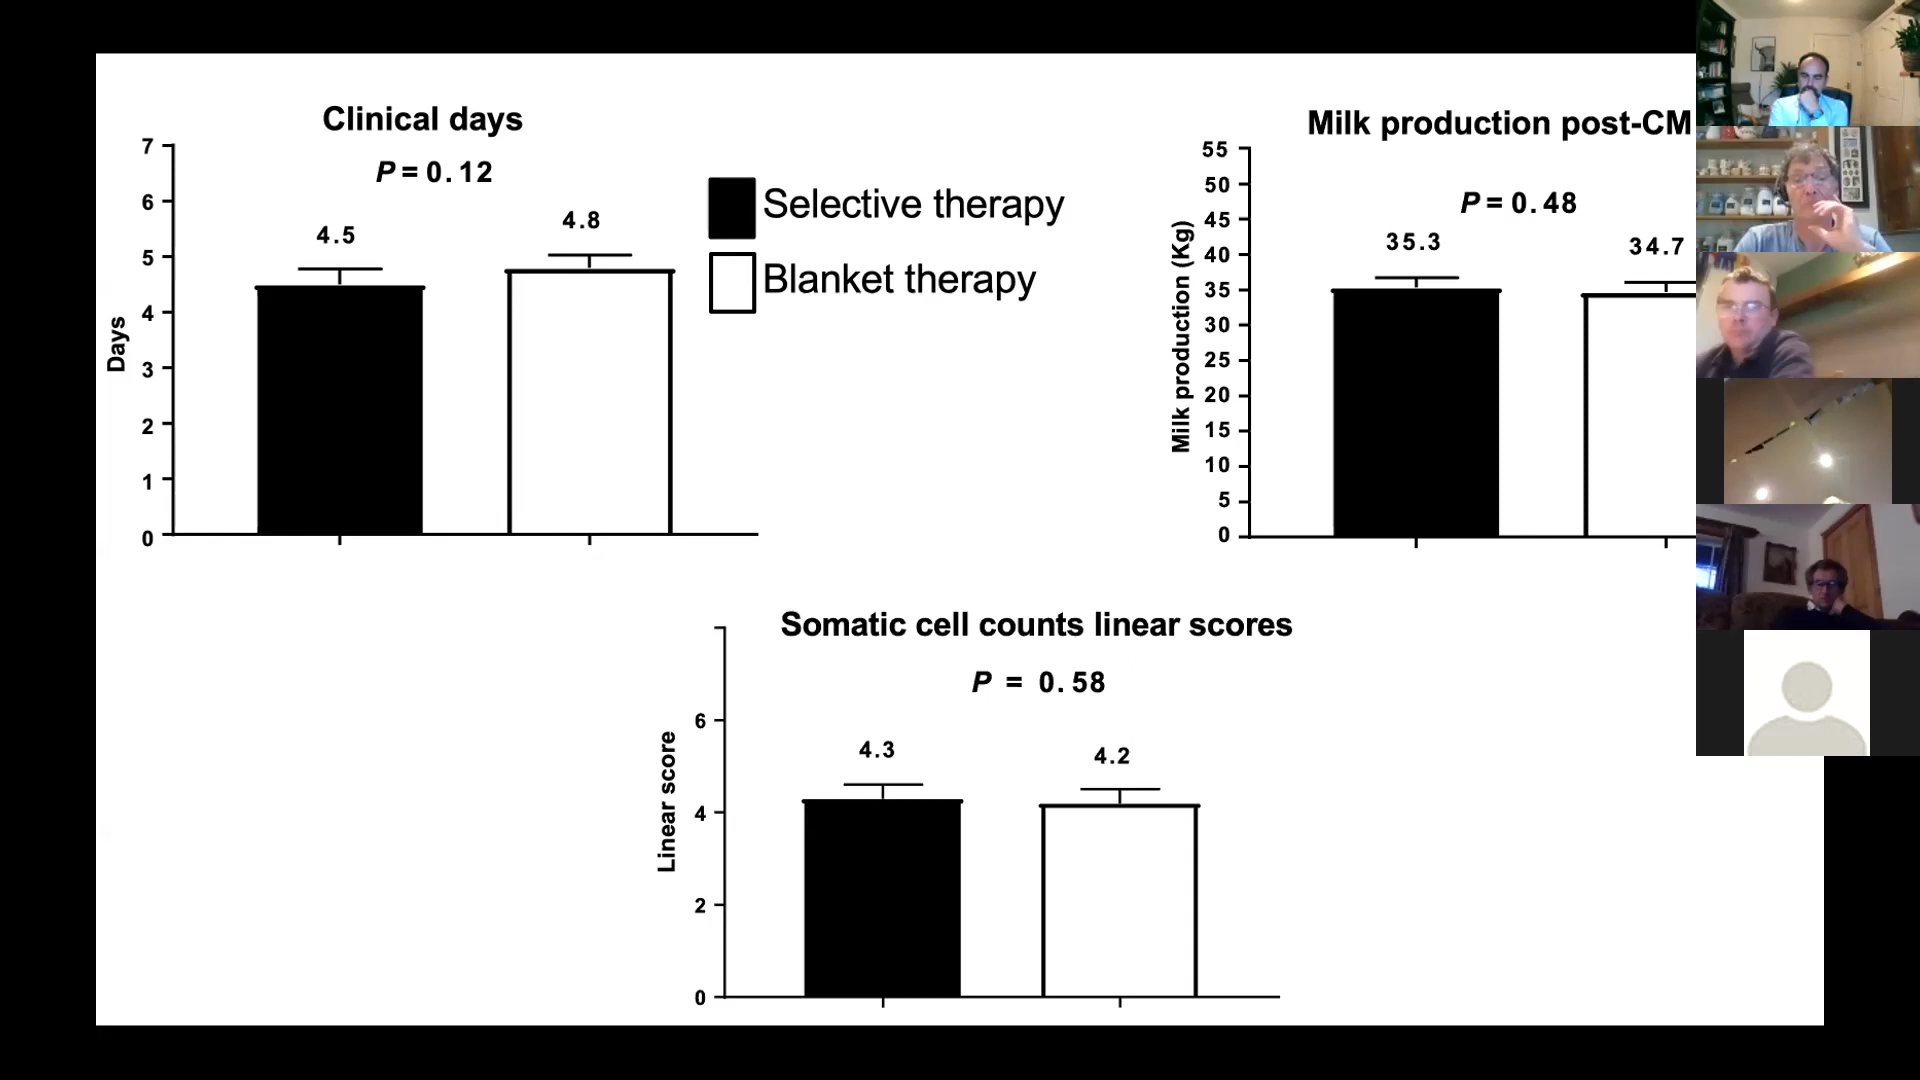 Clinical days
P = 0.12
7
6
5
4
3
2
1
0
Days
4.5
4.8
Selective therapy
Blanket therapy
Milk production post-CM
P = 0.48
55
50
45
40
35
30
25
20
15
10
5
0
Milk production (Kg)
35.3
34.7
Somatic cell counts linear scores
P = 0.58
6
4
2
0
Linear score
4.3
4.2